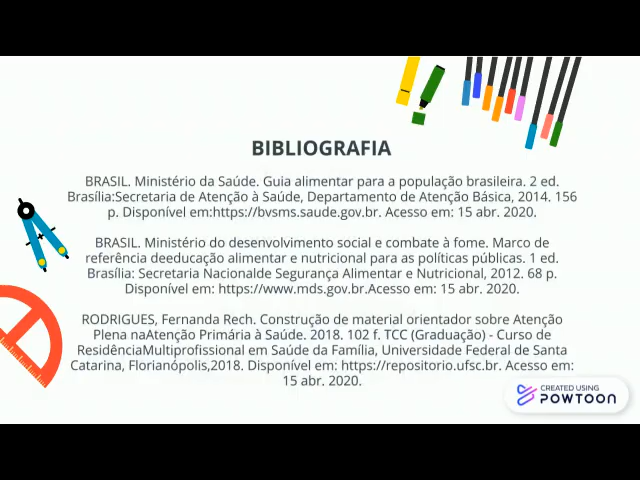 BIBLIOGRAFIA
BRASIL. Ministério da Saúde. Guia alimentar para a população brasileira. 2 ed.
Brasília:Secretaria de Atenção à Saúde, Departamento de Atenção Básica, 2014. 156
p. Disponível em:https://bvsms.saude.gov.br. Acesso em: 15 abr. 2020.
BRASIL. Ministério do desenvolvimento social e combate à fome. Marco de
referência deeducação alimentar e nutricional para as políticas públicas. 1 ed.
Brasília: Secretaria Nacionalde Segurança Alimentar e Nutricional, 2012. 68 p.
Disponível em: https://www.mds.gov.br.Acesso em: 15 abr. 2020.
RODRIGUES, Fernanda Rech. Construção de material orientador sobre Atenção
Plena naAtenção Primária à Saúde. 2018. 102 f. TCC (Graduação) - Curso de
ResidênciaMultiprofissional em Saúde da Família, Universidade Federal de Santa
Catarina, Florianópolis,2018. Disponível em: https://repositorio.ufsc.br. Acesso em:
15 abr. 2020.
CREATED USING
POWTOON